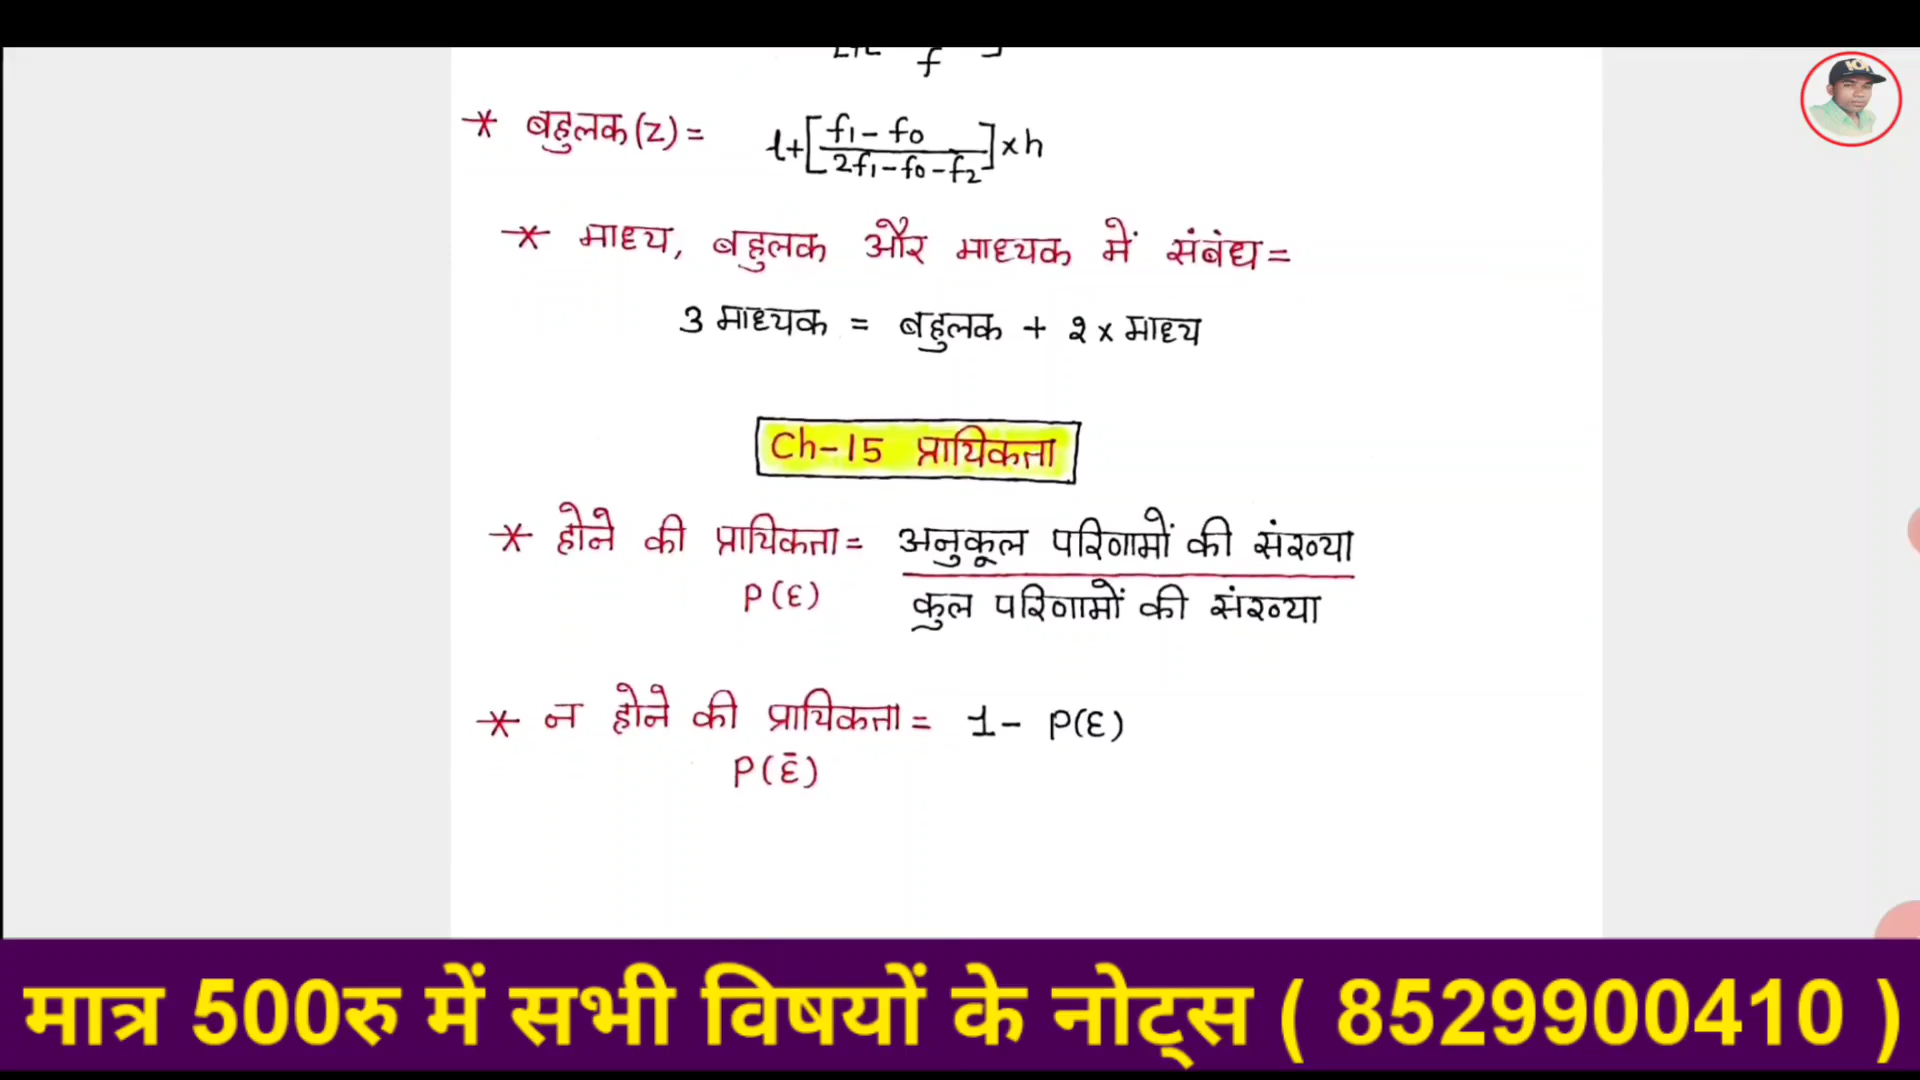 f
* बहुलक(z) = l+[f1-f0/2f1-f0-f2]×h
* माध्य, बहुलक और माध्यक में संबंध=
3 माध्यक = बहुलक + 2 × माध्य
Ch-15 प्रायिकता
* होने की प्रायिकता= अनुकूल परिणामों की संख्या
P(E) कुल परिणामों की संख्या
* न होने की प्रायिकता= 1- P(E)
P(Ē)
मात्र 500रु में सभी विषयों के नोट्स ( 8529900410 )